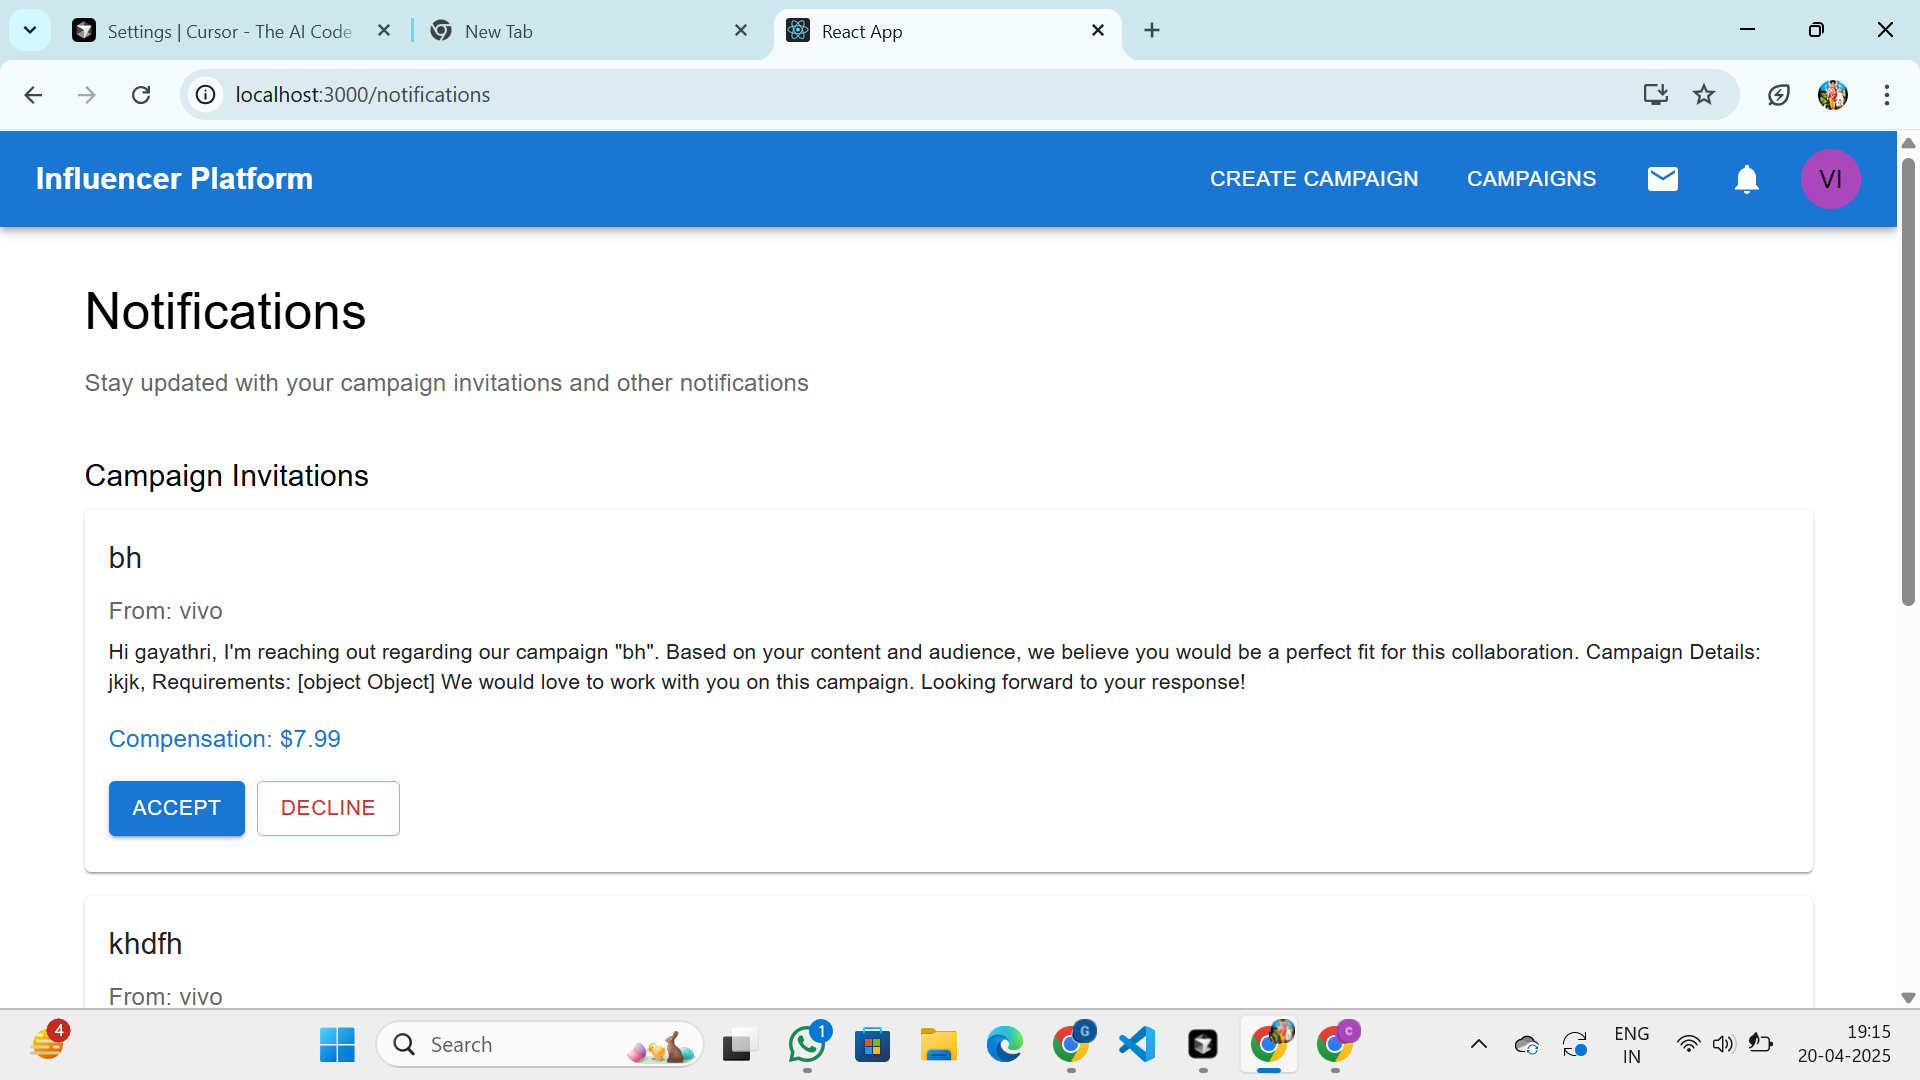 Settings | Cursor - The AI Code
New Tab
React App
localhost:3000/notifications
Influencer Platform
CREATE CAMPAIGN
CAMPAIGNS
VI
Notifications
Stay updated with your campaign invitations and other notifications
Campaign Invitations
bh
From: vivo
Hi gayathri, I'm reaching out regarding our campaign "bh". Based on your content and audience, we believe you would be a perfect fit for this collaboration. Campaign Details:
jkjk, Requirements: [object Object] We would love to work with you on this campaign. Looking forward to your response!
Compensation: $7.99
ACCEPT
DECLINE
khdfh
From: vivo
4
Search
1
G
C
ENG
IN
19:15
20-04-2025